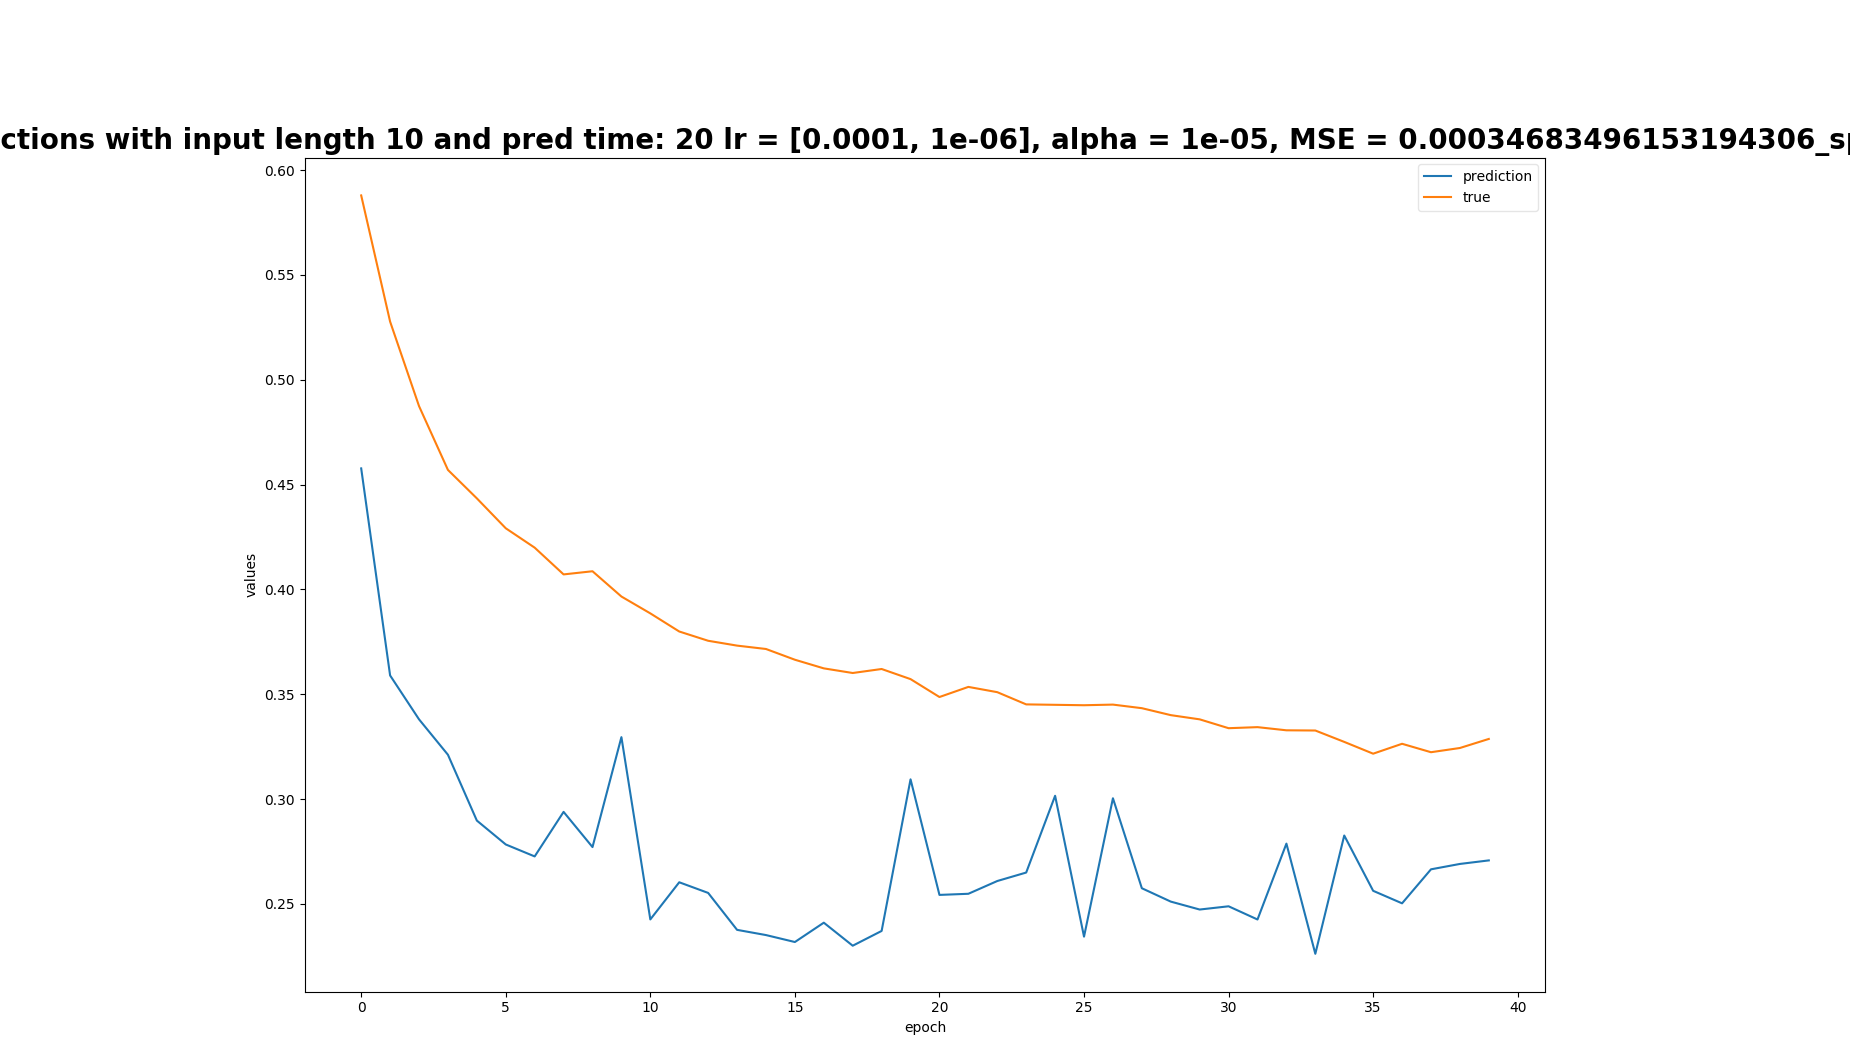 ctions with input length 10 and pred time: 20 lr = [0.0001, 1e-06], alpha = 1e-05, MSE = 0.00034683496153194306_sp
prediction
true
0.60
0.55
0.50
0.45
0.40
0.35
0.30
0.25
values
0 5 10 15 20 25 30 35 40
epoch